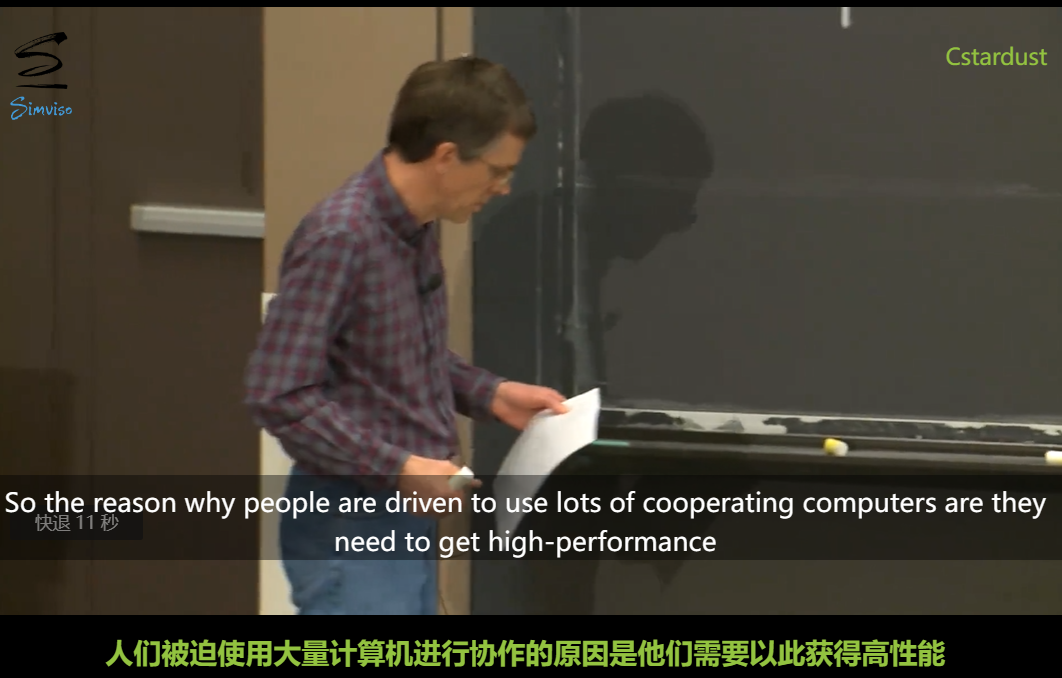 Cstardust
Simviso
So the reason why people are driven to use lots of cooperating computers are they
need to get high-performance
快退 11 秒
人们被迫使用大量计算机进行协作的原因是他们需要以此获得高性能